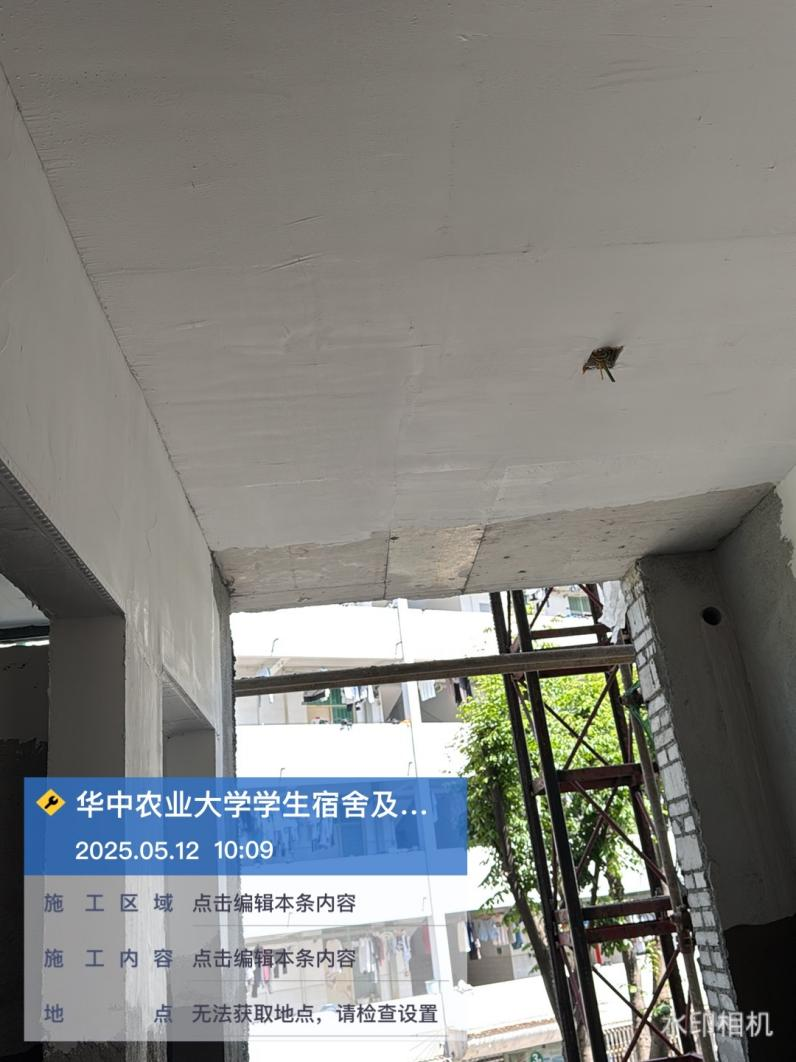 华中农业大学学生宿舍及...
2025.05.12 10:09
施工区域 点击编辑本条内容
施工内容 点击编辑本条内容
地点 无法获取地点，请检查设置
水印相机